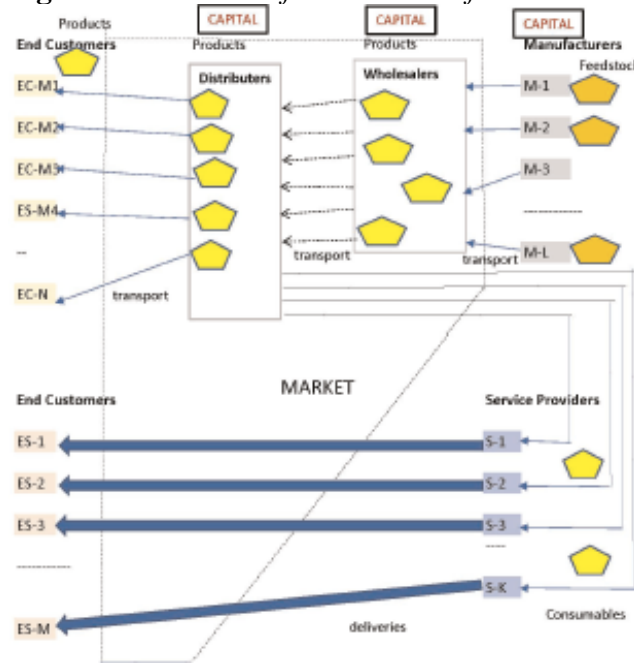 Products
CAPITAL
CAPITAL
CAPITAL
End Customers
Products
Products
Manufacturers
Feedstock
Distributers
Wholesalers
EC-M1
M-1
EC-M2
M-2
EC-M3
M-3
ES-M4
--
M-L
transport
transport
EC-N
transport
MARKET
End Customers
Service Providers
ES-1
S-1
ES-2
S-2
ES-3
S-3
S-K
Consumables
ES-M
deliveries